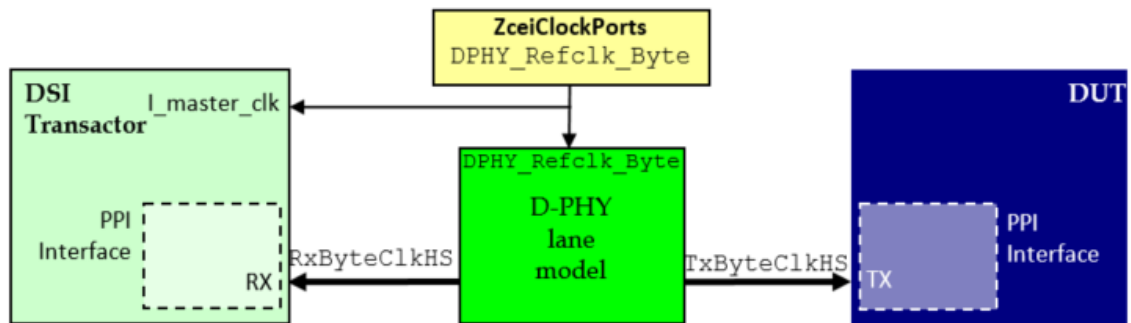 ZceiClockPorts
DPHY_Refclk_Byte
DSI
Transactor
I_master_clk
DUT
DPHY_Refclk_Byte
D-PHY
lane
model
PPI
Interface
RX
RxByteClkHS
TxByteClkHS
TX
PPI
Interface